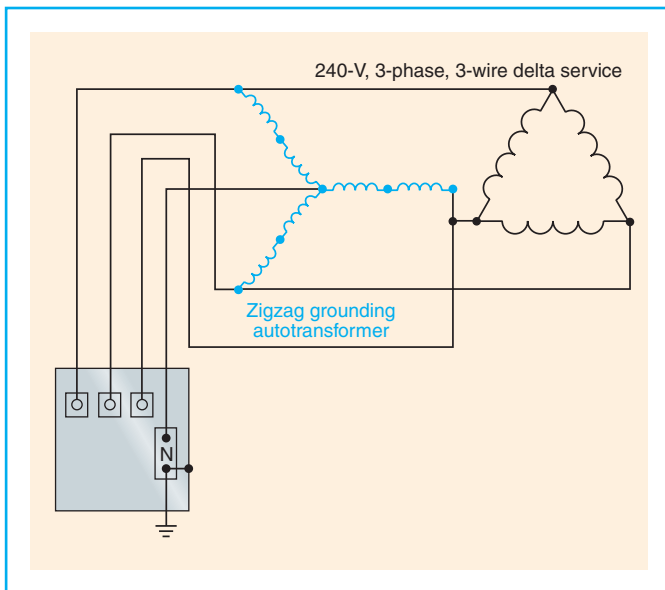 240-V, 3-phase, 3-wire delta service
Zigzag grounding
autotransformer
N